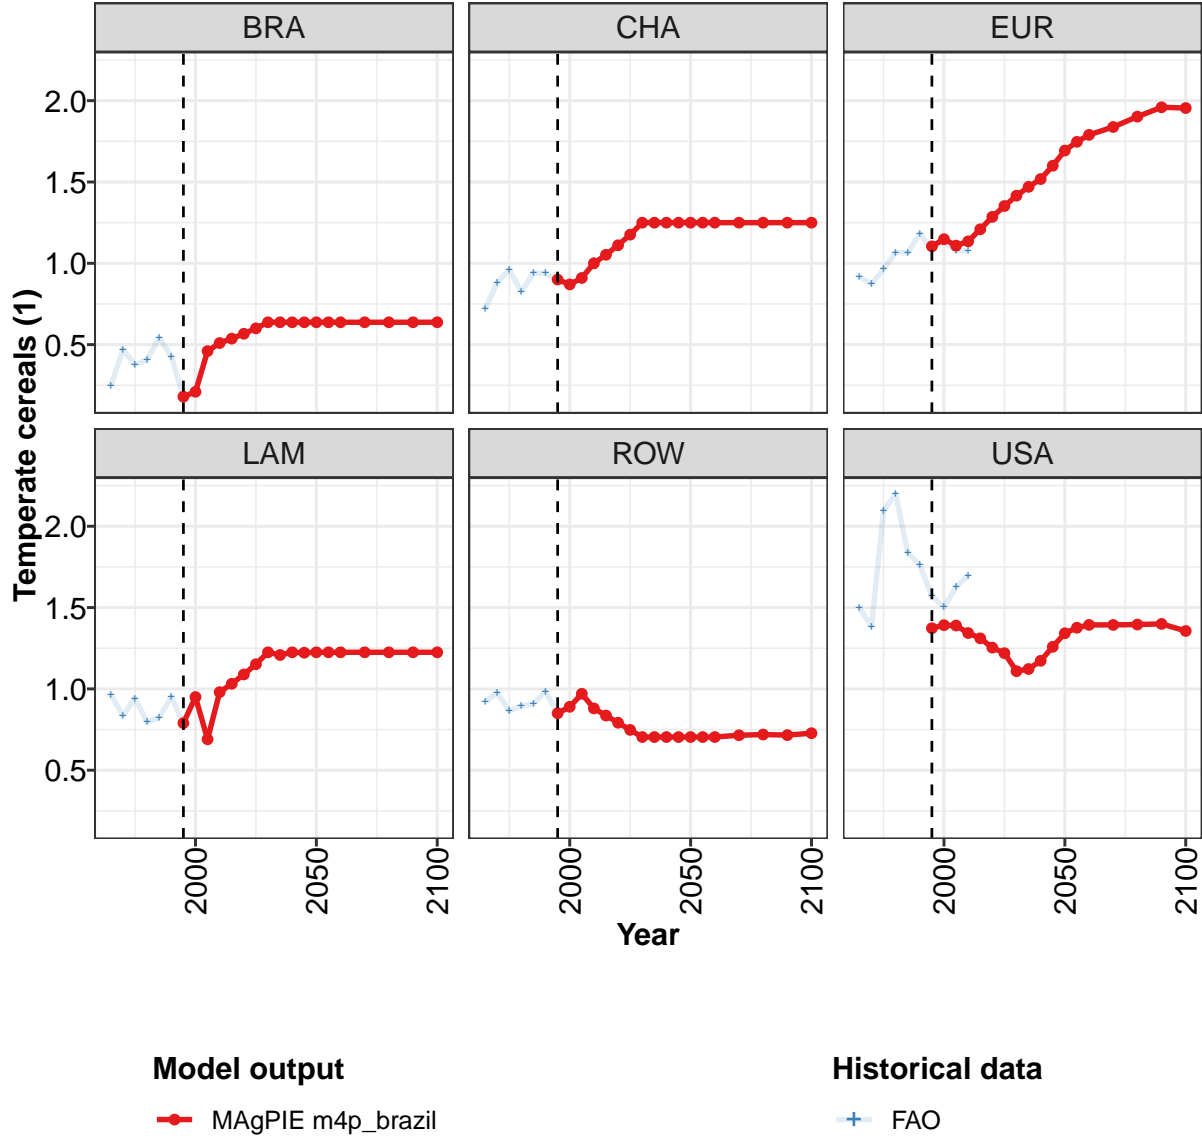 BRA CHA EUR
2.0
1.5
1.0
0.5
LAM ROW USA
2.0
1.5
1.0
0.5
Temperate cereals (1)
2000 2050 2100 2000 2050 2100 2000 2050 2100
Year
Model output Historical data
MAgPIE m4p_brazil FAO